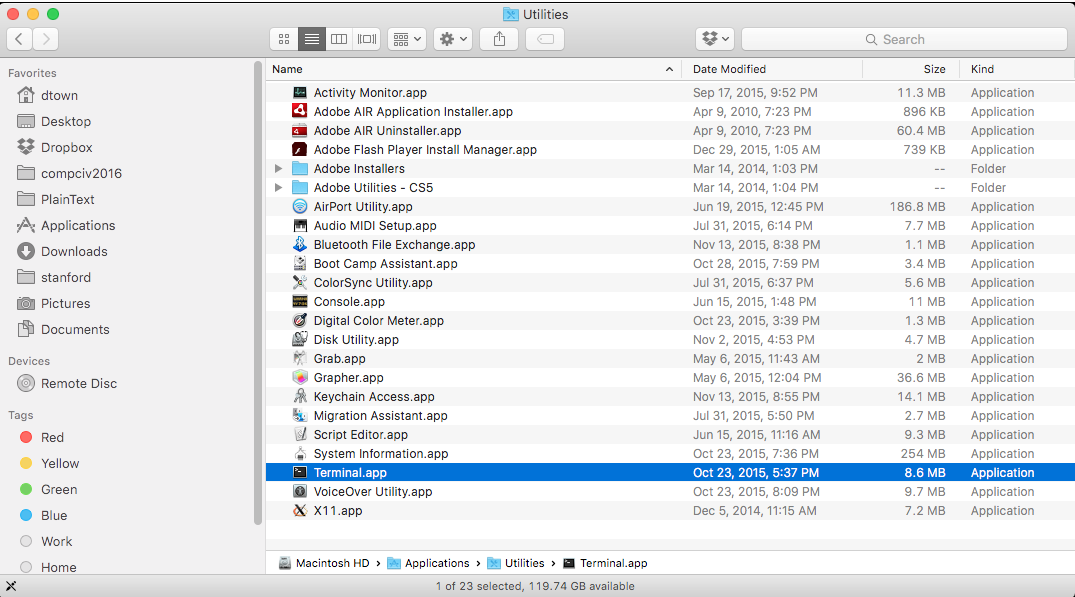 Utilities
Search
Favorites
dtown
Desktop
Dropbox
compciv2016
PlainText
Applications
Downloads
stanford
Pictures
Documents
Devices
Remote Disc
Tags
Red
Yellow
Green
Blue
Work
Home
Name Date Modified Size Kind
Activity Monitor.app Sep 17, 2015, 9:52 PM 11.3 MB Application
Adobe AIR Application Installer.app Apr 9, 2010, 7:23 PM 896 KB Application
Adobe AIR Uninstaller.app Apr 9, 2010, 7:23 PM 60.4 MB Application
Adobe Flash Player Install Manager.app Dec 29, 2015, 1:05 AM 739 KB Application
Adobe Installers Mar 14, 2014, 1:03 PM -- Folder
Adobe Utilities - CS5 Mar 14, 2014, 1:04 PM -- Folder
AirPort Utility.app Jun 19, 2015, 12:45 PM 186.8 MB Application
Audio MIDI Setup.app Jul 31, 2015, 6:14 PM 7.7 MB Application
Bluetooth File Exchange.app Nov 13, 2015, 8:38 PM 1.1 MB Application
Boot Camp Assistant.app Oct 28, 2015, 7:59 PM 3.4 MB Application
ColorSync Utility.app Jul 31, 2015, 6:37 PM 5.6 MB Application
Console.app Jun 15, 2015, 1:48 PM 11 MB Application
Digital Color Meter.app Oct 23, 2015, 3:39 PM 1.3 MB Application
Disk Utility.app Nov 2, 2015, 4:53 PM 4.7 MB Application
Grab.app May 6, 2015, 11:43 AM 2 MB Application
Grapher.app May 6, 2015, 12:04 PM 36.6 MB Application
Keychain Access.app Nov 13, 2015, 8:55 PM 14.1 MB Application
Migration Assistant.app Jul 31, 2015, 5:50 PM 2.7 MB Application
Script Editor.app Jun 15, 2015, 11:16 AM 9.3 MB Application
System Information.app Oct 23, 2015, 7:36 PM 254 MB Application
Terminal.app Oct 23, 2015, 5:37 PM 8.6 MB Application
VoiceOver Utility.app Oct 23, 2015, 8:09 PM 9.7 MB Application
X11.app Dec 5, 2014, 11:15 AM 7.2 MB Application
Macintosh HD › Applications › Utilities › Terminal.app
1 of 23 selected, 119.74 GB available